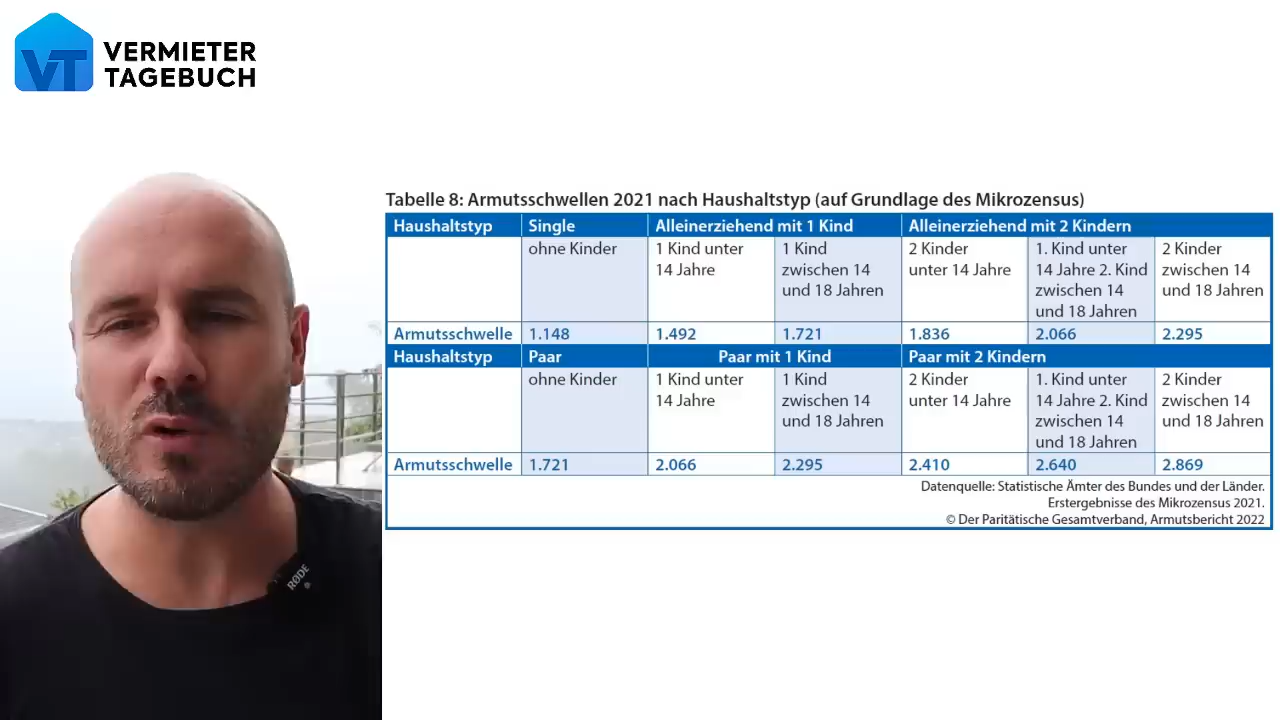 VT VERMIETER
TAGEBUCH
Tabelle 8: Armutsschwellen 2021 nach Haushaltstyp (auf Grundlage des Mikrozensus)
Haushaltstyp Single Alleinerziehend mit 1 Kind Alleinerziehend mit 2 Kindern
ohne Kinder 1 Kind unter 1 Kind 2 Kinder 1. Kind unter 2 Kinder
14 Jahre zwischen 14 unter 14 Jahre 14 Jahre 2. Kind zwischen 14
und 18 Jahren zwischen 14 und 18 Jahren
und 18 Jahren
Armutsschwelle 1.148 1.492 1.721 1.836 2.066 2.295
Haushaltstyp Paar Paar mit 1 Kind Paar mit 2 Kindern
ohne Kinder 1 Kind unter 1 Kind 2 Kinder 1. Kind unter 2 Kinder
14 Jahre zwischen 14 unter 14 Jahre 14 Jahre 2. Kind zwischen 14
und 18 Jahren zwischen 14 und 18 Jahren
und 18 Jahren
Armutsschwelle 1.721 2.066 2.295 2.410 2.640 2.869
Datenquelle: Statistische Ämter des Bundes und der Länder.
Erstergebnisse des Mikrozensus 2021.
© Der Paritätische Gesamtverband, Armutsbericht 2022
RØDE